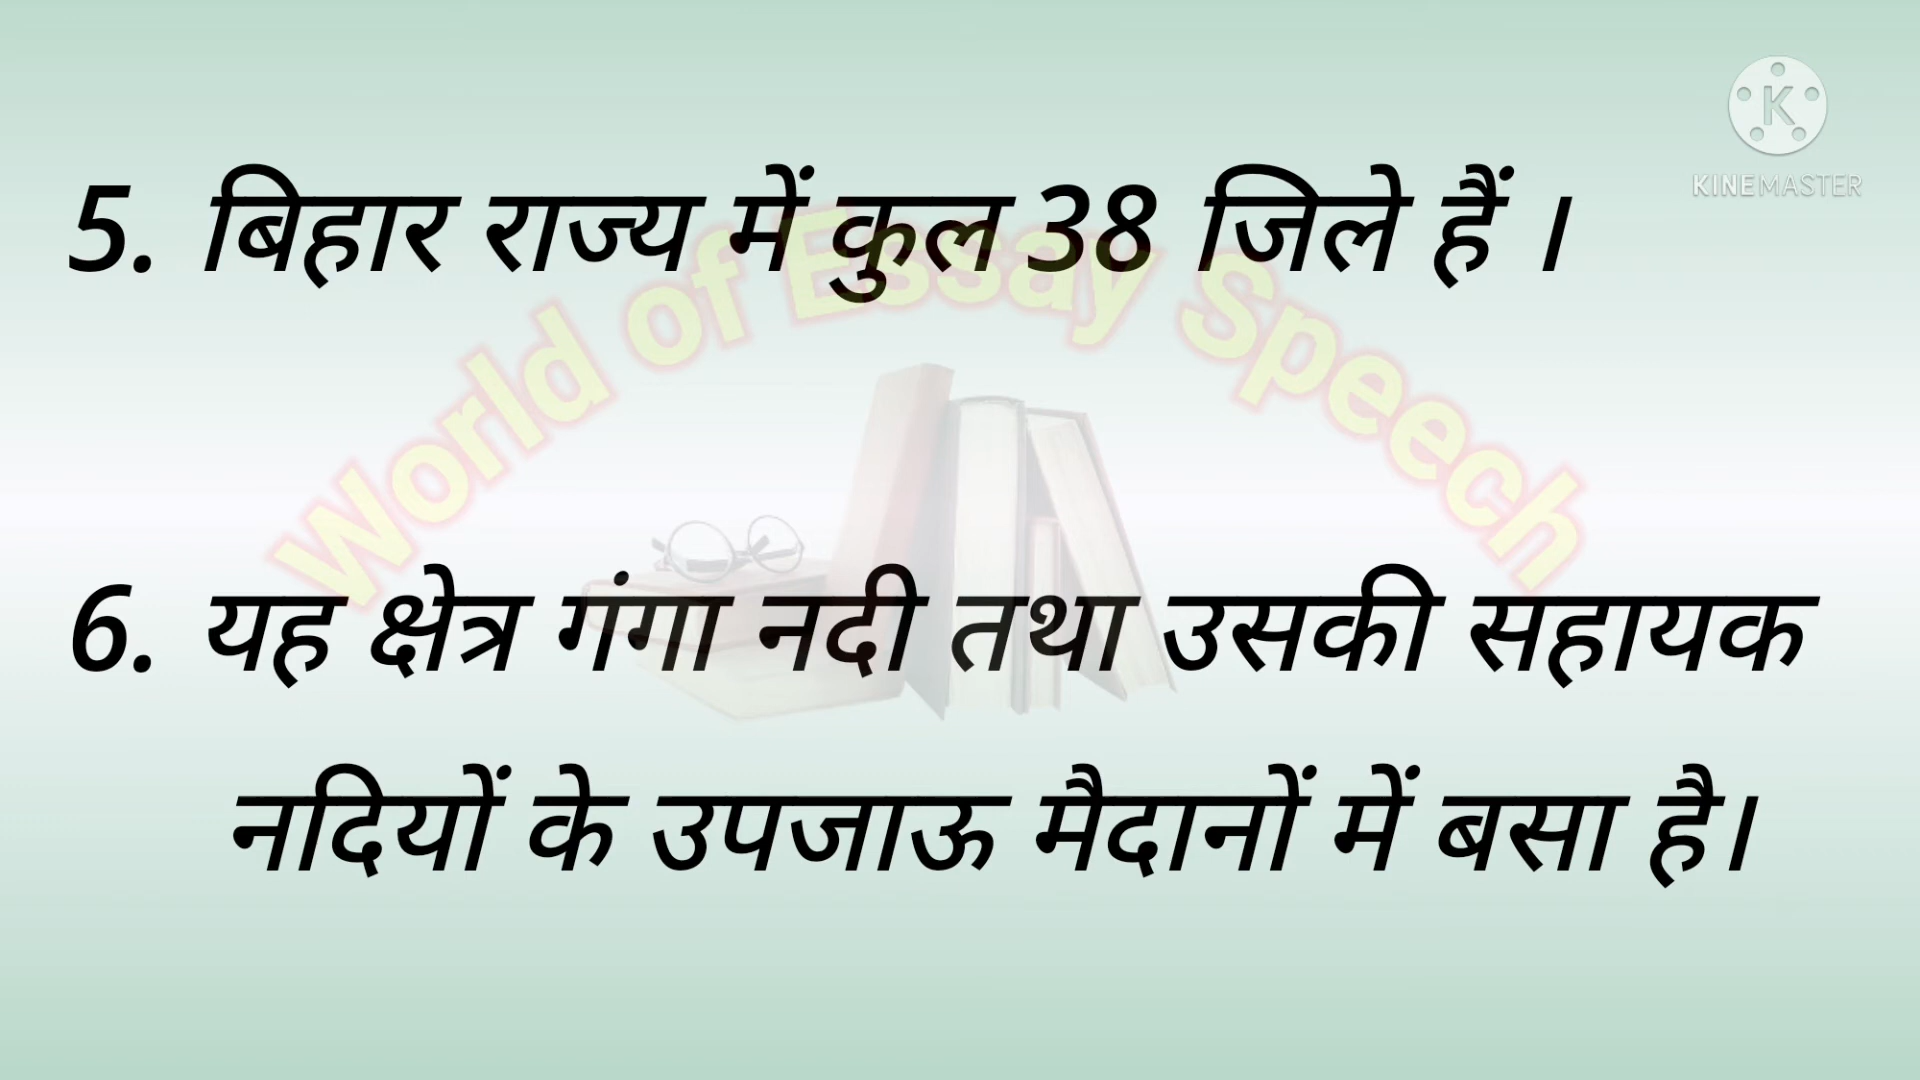 K
KINEMASTER
5. बिहार राज्य में कुल 38 जिले हैं ।
World of Essay Speech
6. यह क्षेत्र गंगा नदी तथा उसकी सहायक
नदियों के उपजाऊ मैदानों में बसा है।